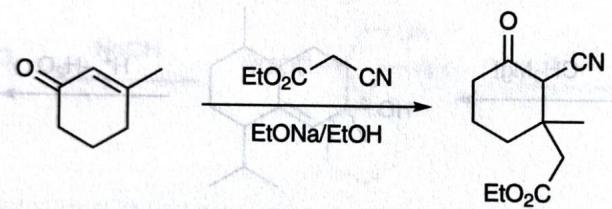 O
EtO₂C CN
EtONa/EtOH
O
CN
EtO₂C